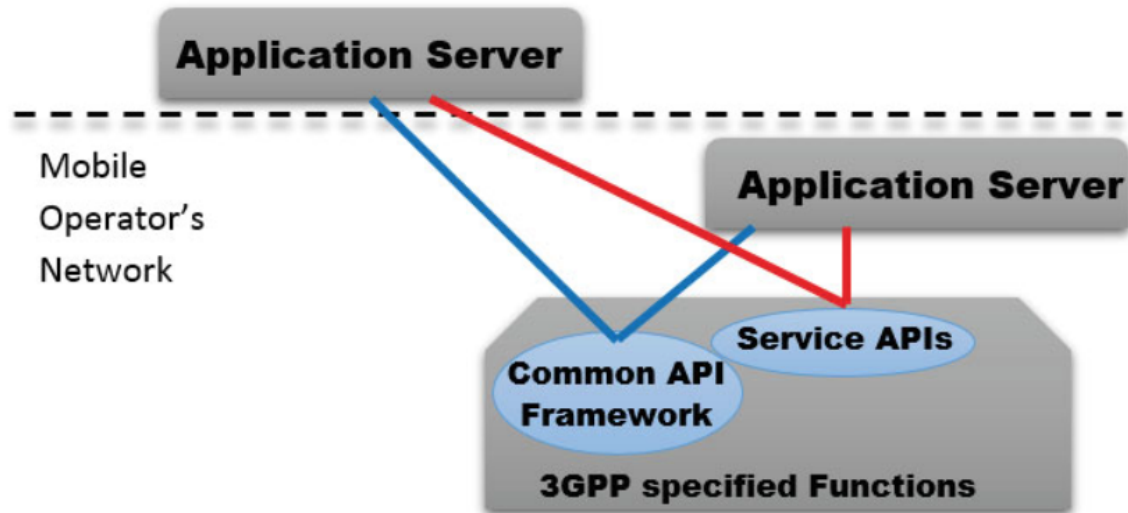 Application Server
Mobile
Operator’s
Network
Application Server
Service APIs
Common API
Framework
3GPP specified Functions